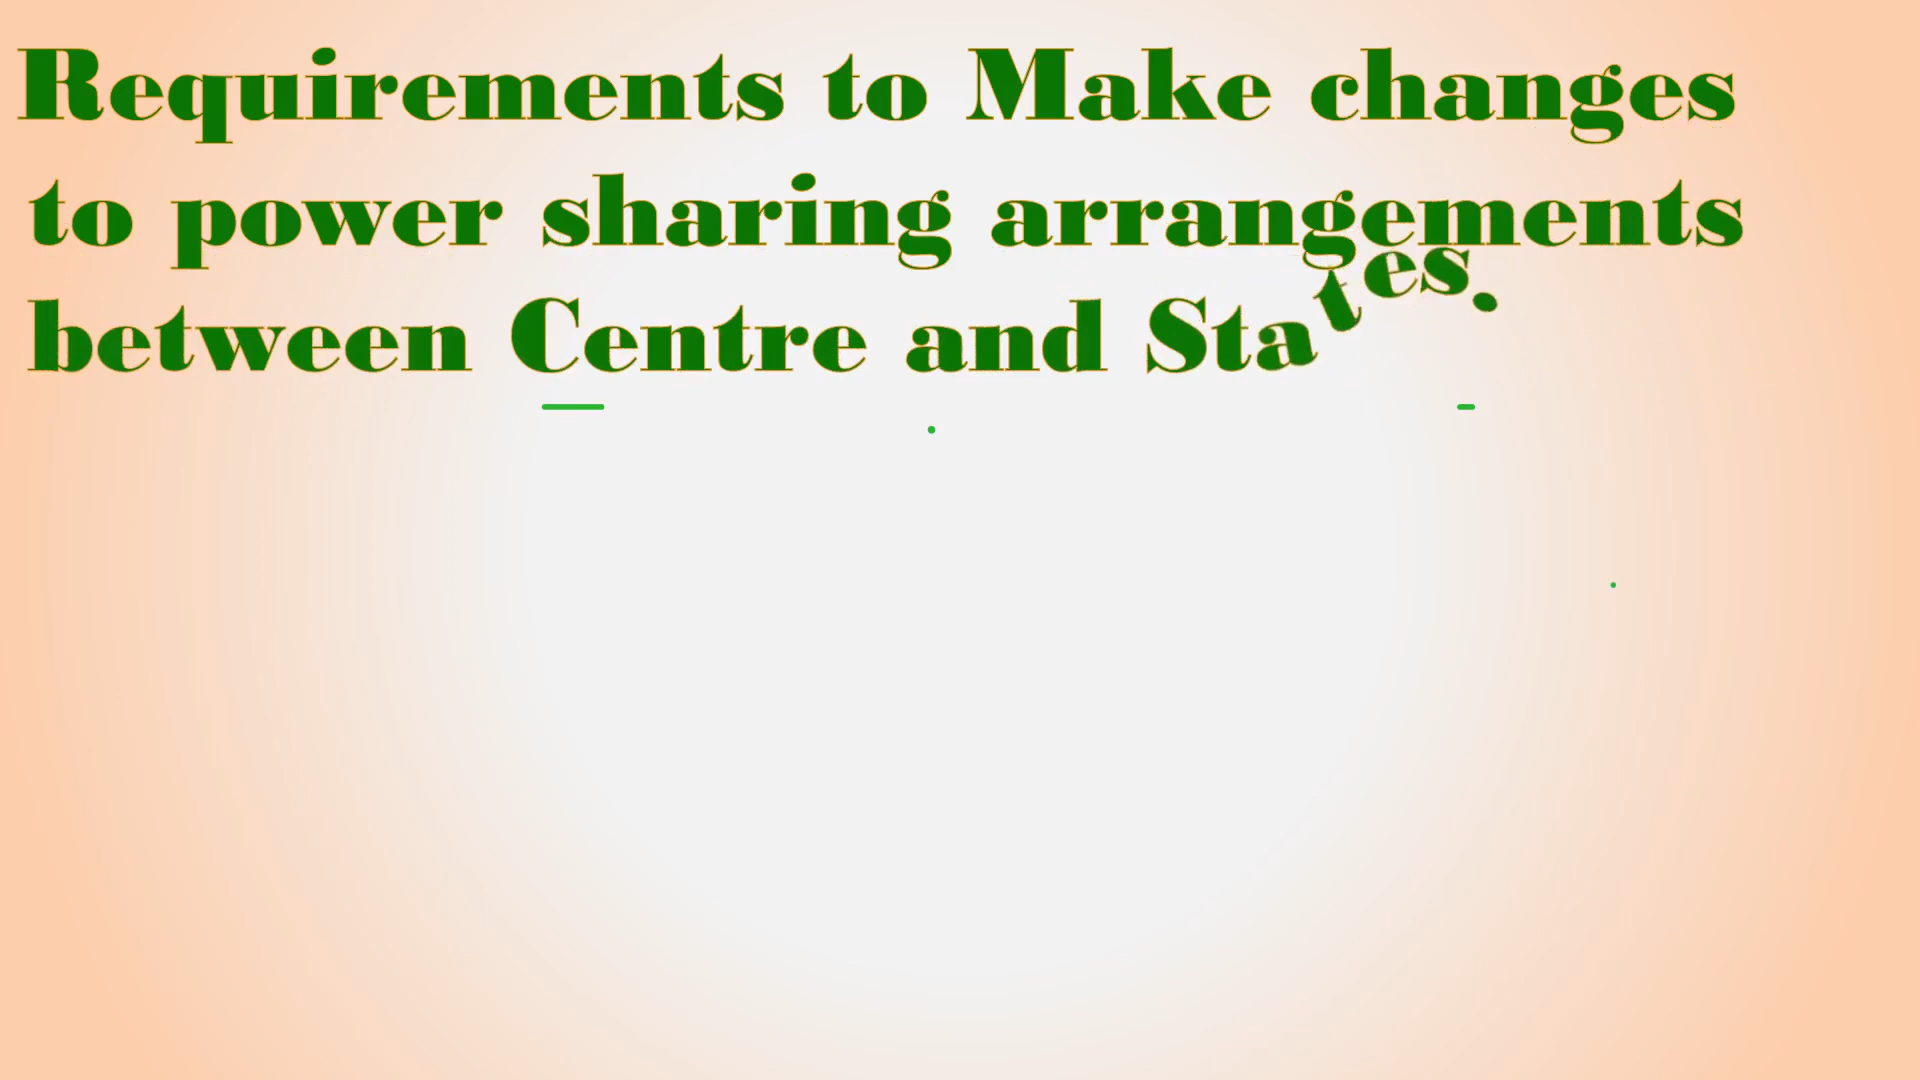 Requirements to Make changes
to power sharing arrangements
between Centre and States.